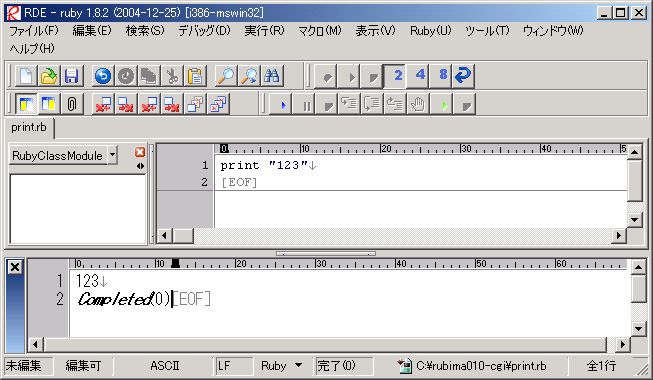 RDE - ruby 1.8.2 (2004-12-25) [i386-mswin32]
ファイル(F) 編集(E) 検索(S) デバッグ(D) 実行(R) マクロ(M) 表示(V) Ruby(U) ツール(T) ウィンドウ(W)
ヘルプ(H)
2 4 8
print.rb
RubyClassModule
0 10 20 30 40 50
1 print "123"↓
2 [EOF]
0 10 20 30 40 50 60
1 123↓
2 Completed(0)[EOF]
未編集 編集可 ASCII LF Ruby 完了(0) C:¥rubima010-cgi¥print.rb 全1行